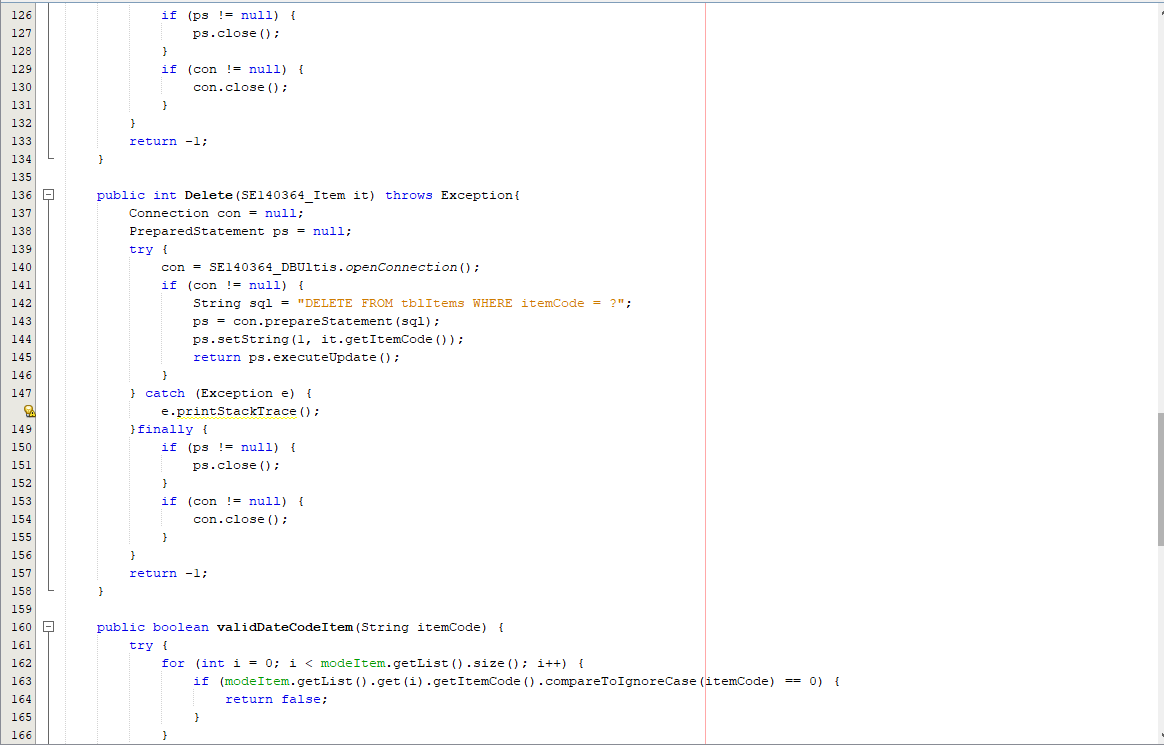 126             if (ps != null) {
127                 ps.close();
128             }
129             if (con != null) {
130                 con.close();
131             }
132         }
133         return -1;
134     }
135
136     public int Delete(SE140364_Item it) throws Exception{
137         Connection con = null;
138         PreparedStatement ps = null;
139         try {
140             con = SE140364_DBUltis.openConnection();
141             if (con != null) {
142                 String sql = "DELETE FROM tblItems WHERE itemCode = ?";
143                 ps = con.prepareStatement(sql);
144                 ps.setString(1, it.getItemCode());
145                 return ps.executeUpdate();
146             }
147         } catch (Exception e) {
            e.printStackTrace();
149         }finally {
150             if (ps != null) {
151                 ps.close();
152             }
153             if (con != null) {
154                 con.close();
155             }
156         }
157         return -1;
158     }
159
160     public boolean validDateCodeItem(String itemCode) {
161         try {
162             for (int i = 0; i < modeItem.getList().size(); i++) {
163                 if (modeItem.getList().get(i).getItemCode().compareToIgnoreCase(itemCode) == 0) {
164                     return false;
165                 }
166             }